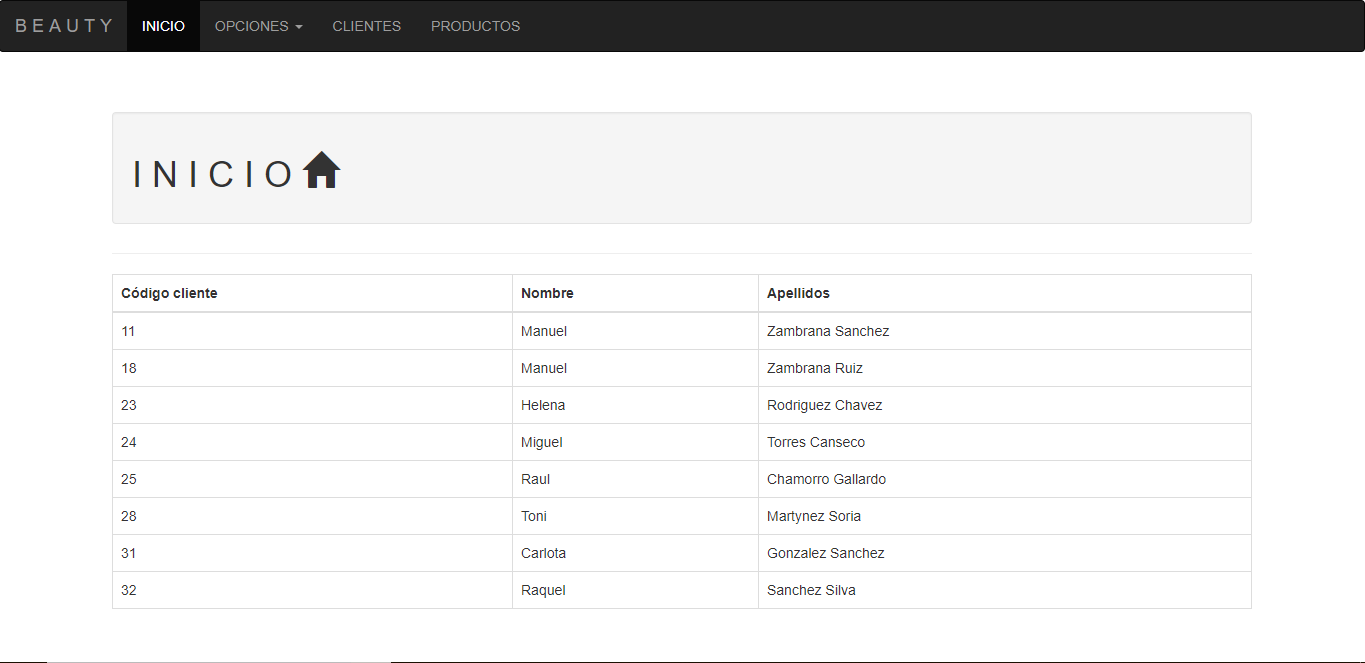 B E A U T Y INICIO OPCIONES CLIENTES PRODUCTOS
I N I C I O
Código cliente Nombre Apellidos
11 Manuel Zambrana Sanchez
18 Manuel Zambrana Ruiz
23 Helena Rodriguez Chavez
24 Miguel Torres Canseco
25 Raul Chamorro Gallardo
28 Toni Martynez Soria
31 Carlota Gonzalez Sanchez
32 Raquel Sanchez Silva